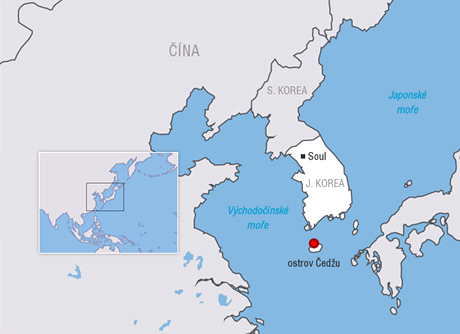 ČÍNA
S. KOREA
Japonské
moře
Soul
J. KOREA
Východočínské
moře
ostrov Čedžu